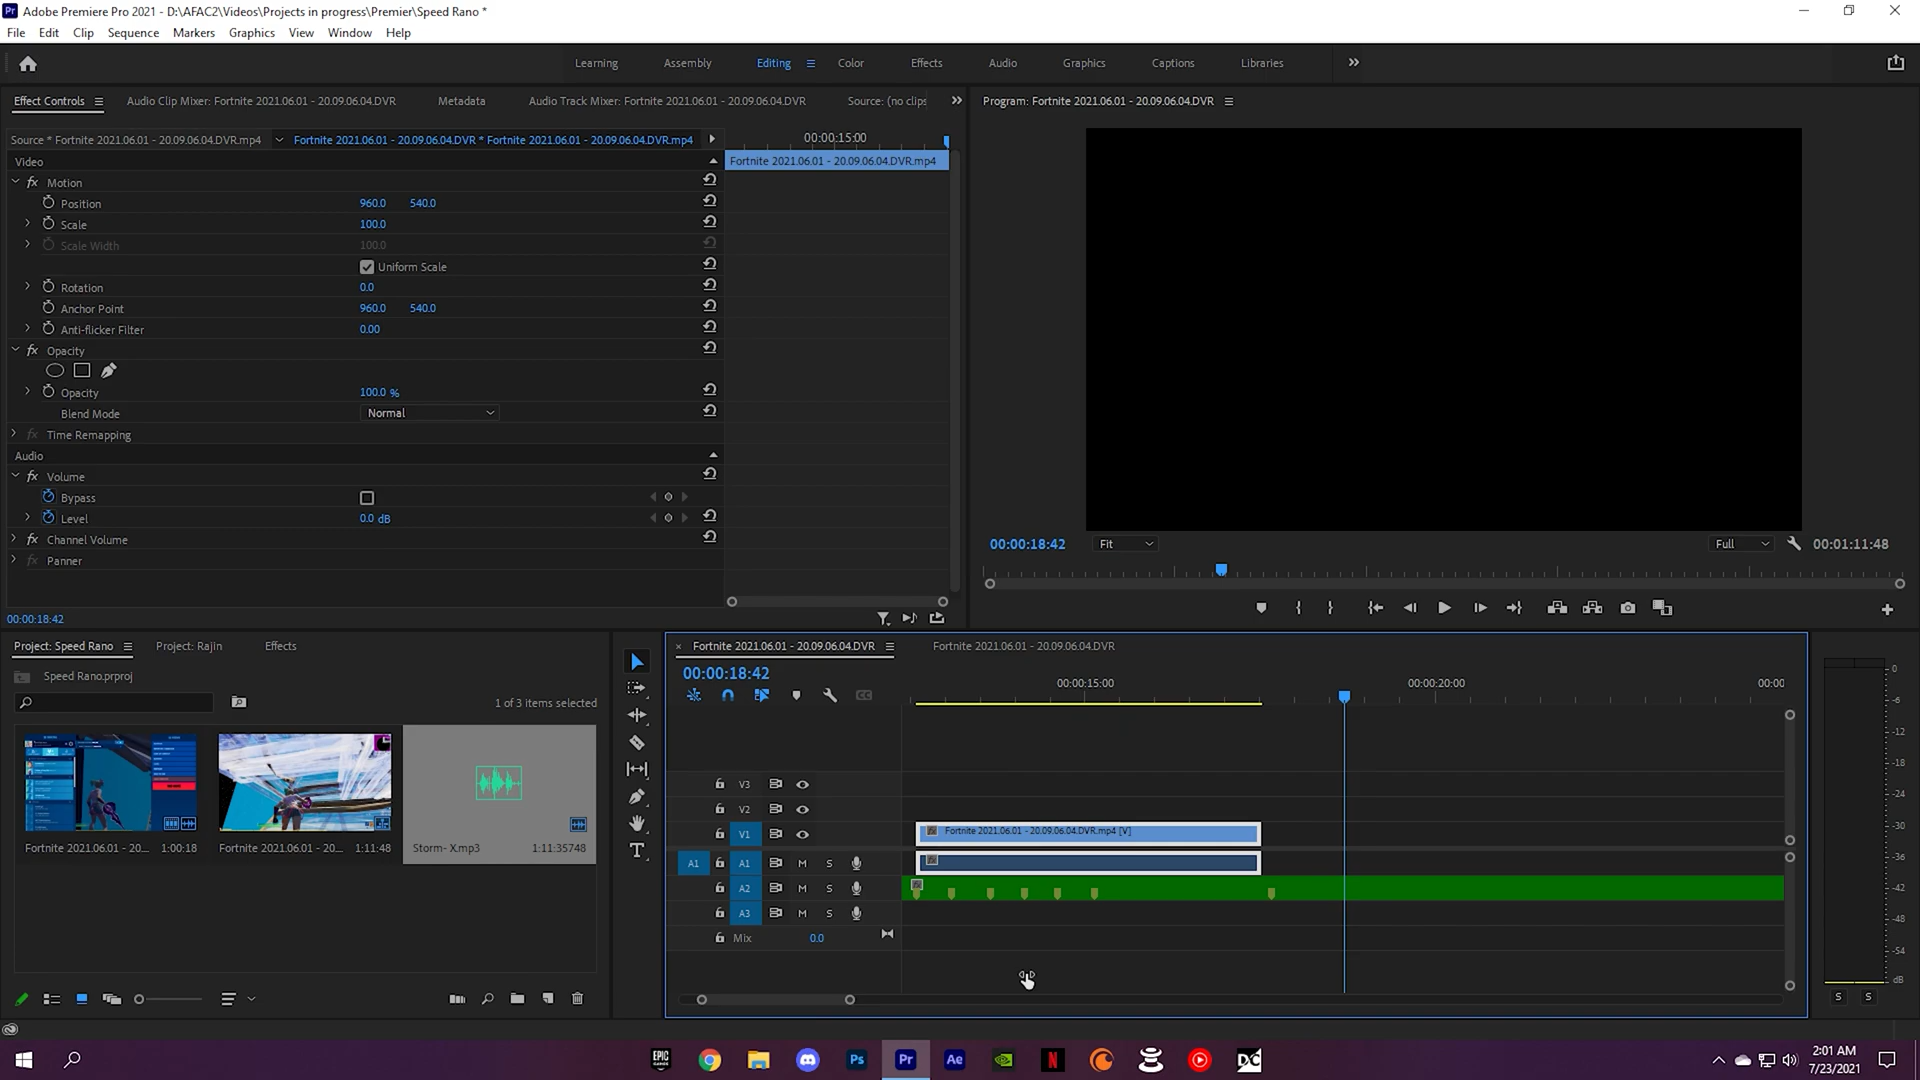 Adobe Premiere Pro 2021 - D:\AFAC2\Videos\Projects in progress\Premier\Speed Rano *
File Edit Clip Sequence Markers Graphics View Window Help
Learning Assembly Editing Color Effects Audio Graphics Captions Libraries
Effect Controls Audio Clip Mixer: Fortnite 2021.06.01 - 20.09.06.04.DVR Metadata Audio Track Mixer: Fortnite 2021.06.01 - 20.09.06.04.DVR Source: (no clips
Program: Fortnite 2021.06.01 - 20.09.06.04.DVR
Source * Fortnite 2021.06.01 - 20.09.06.04.DVR.mp4 Fortnite 2021.06.01 - 20.09.06.04.DVR * Fortnite 2021.06.01 - 20.09.06.04.DVR.mp4
00:00:15:00
Video
Fortnite 2021.06.01 - 20.09.06.04.DVR.mp4
fx Motion
Position 960.0 540.0
Scale 100.0
Scale Width 100.0
Uniform Scale
Rotation 0.0
Anchor Point 960.0 540.0
Anti-flicker Filter 0.00
fx Opacity
Opacity 100.0 %
Blend Mode Normal
fx Time Remapping
Audio
fx Volume
Bypass
Level 0.0 dB
fx Channel Volume
fx Panner
00:00:18:42
00:00:18:42 Fit Full 00:01:11:48
Project: Speed Rano Project: Rajin Effects
Speed Rano.prproj
1 of 3 items selected
Fortnite 2021.06.01 - 20... 1:00:18
Fortnite 2021.06.01 - 20... 1:11:48
Storm- X.mp3 1:11:35748
Fortnite 2021.06.01 - 20.09.06.04.DVR Fortnite 2021.06.01 - 20.09.06.04.DVR
00:00:18:42
00:00:15:00 00:00:20:00 00:00
V3
V2
V1 Fortnite 2021.06.01 - 20.09.06.04.DVR.mp4 [V]
A1 A1 M S
A2 M S
A3 M S
Mix 0.0
0
-6
-12
-18
-24
-30
-36
-42
-48
-54
dB
S S
EPIC GAMES
Ps Pr Ae N DC
2:01 AM
7/23/2021